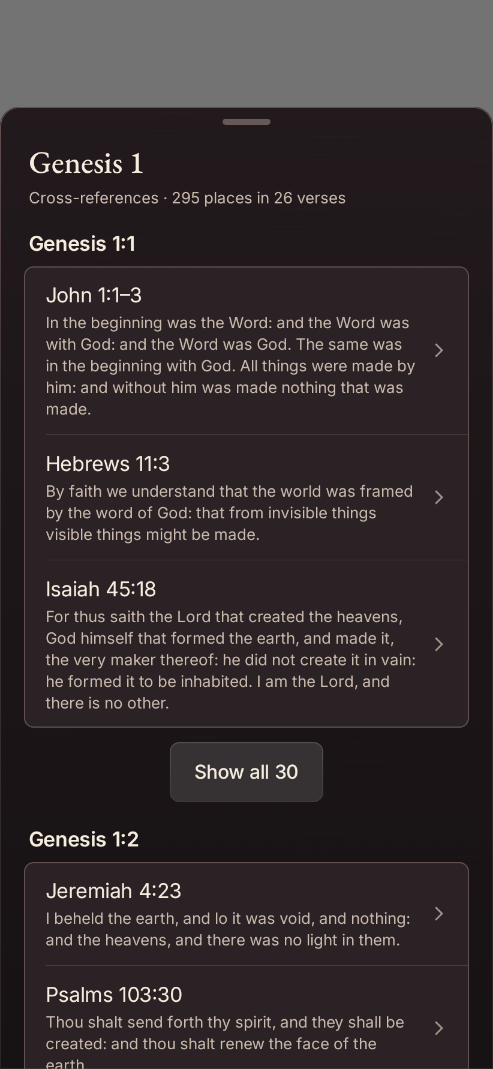 Genesis 1
Cross-references · 295 places in 26 verses
Genesis 1:1
John 1:1–3
In the beginning was the Word: and the Word was
with God: and the Word was God. The same was
in the beginning with God. All things were made by
him: and without him was made nothing that was
made.
Hebrews 11:3
By faith we understand that the world was framed
by the word of God: that from invisible things
visible things might be made.
Isaiah 45:18
For thus saith the Lord that created the heavens,
God himself that formed the earth, and made it,
the very maker thereof: he did not create it in vain:
he formed it to be inhabited. I am the Lord, and
there is no other.
Show all 30
Genesis 1:2
Jeremiah 4:23
I beheld the earth, and lo it was void, and nothing:
and the heavens, and there was no light in them.
Psalms 103:30
Thou shalt send forth thy spirit, and they shall be
created: and thou shalt renew the face of the
earth.